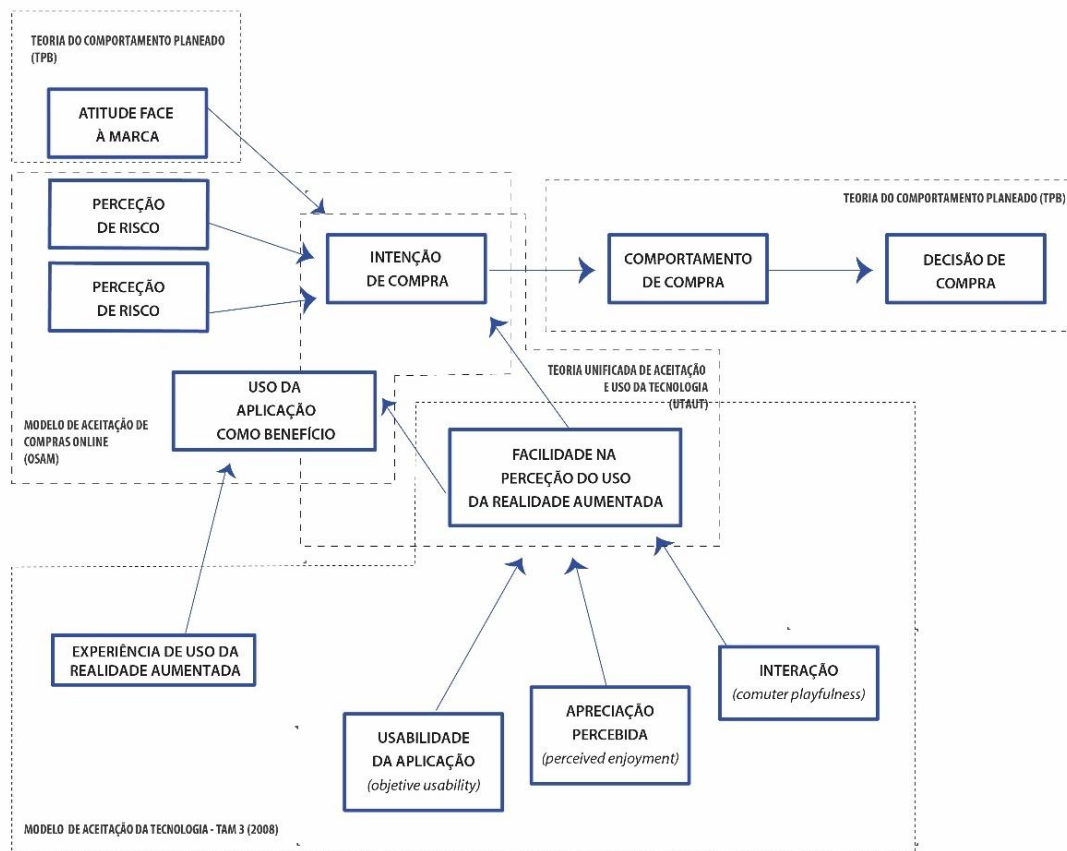 TEORIA DO COMPORTAMENTO PLANEADO
(TPB)
ATITUDE FACE
À MARCA
PERCEÇÃO
DE RISCO
PERCEÇÃO
DE RISCO
INTENÇÃO
DE COMPRA
TEORIA DO COMPORTAMENTO PLANEADO (TPB)
COMPORTAMENTO
DE COMPRA
DECISÃO DE
COMPRA
TEORIA UNIFICADA DE ACEITAÇÃO
E USO DA TECNOLOGIA
(UTAUT)
USO DA
APLICAÇÃO
COMO BENEFÍCIO
MODELO DE ACEITAÇÃO DE
COMPRAS ONLINE
(OSAM)
FACILIDADE NA
PERCEÇÃO DO USO
DA REALIDADE AUMENTADA
EXPERIÊNCIA DE USO DA
REALIDADE AUMENTADA
INTERAÇÃO
(comuter playfulness)
APRECIAÇÃO
PERCEBIDA
(perceived enjoyment)
USABILIDADE
DA APLICAÇÃO
(objetive usability)
MODELO DE ACEITAÇÃO DA TECNOLOGIA - TAM 3 (2008)